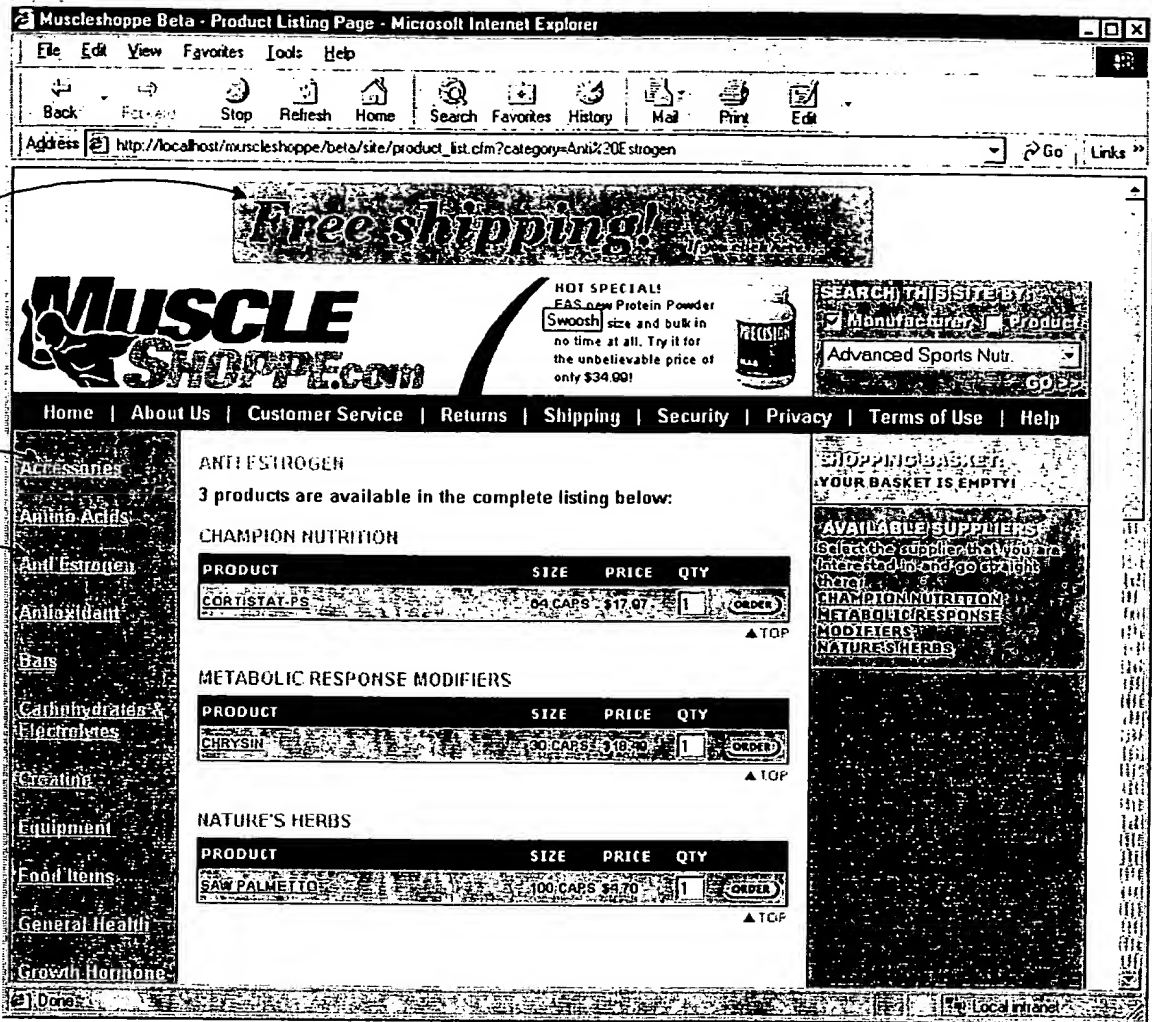 Muscleshoppe Beta - Product Listing Page - Microsoft Internet Explorer
File Edit View Favorites Tools Help
Back Forward Stop Refresh Home Search Favorites History Mail Print Edit
Address http://localhost/muscleshoppe/beta/site/product_list.cfm?category=Anti%20Estrogen Go Links »
Free shipping!
MUSCLE
SHOPPE.com
HOT SPECIAL!
EAS new Protein Powder
Swoosh size and bulk in
no time at all. Try it for
the unbelievable price of
only $34.99!
PRECISION
SEARCH THIS SITE BY:
Manufacturer Product
Advanced Sports Nutr.
GO >>
Home | About Us | Customer Service | Returns | Shipping | Security | Privacy | Terms of Use | Help
Accessories
Amino Acids
Anti Estrogen
Antioxidant
Bars
Carbohydrates &
Electrolytes
Creatine
Equipment
Food Items
General Health
Growth Hormone
ANTI ESTROGEN
3 products are available in the complete listing below:
CHAMPION NUTRITION
PRODUCT SIZE PRICE QTY
CORTISTAT-PS CAPS 1 ORDER
▲TOP
METABOLIC RESPONSE MODIFIERS
PRODUCT SIZE PRICE QTY
CHRYSIN 30 CAPS 1 ORDER
▲TOP
NATURE'S HERBS
PRODUCT SIZE PRICE QTY
SAW PALMETTO 100 CAPS $4.70 1 ORDER
▲TOP
SHOPPING BASKET:
YOUR BASKET IS EMPTY!
AVAILABLE SUPPLIERS
Select the supplier that you are
interested in and go straight
there!
CHAMPION NUTRITION
METABOLIC RESPONSE
MODIFIERS
NATURE'S HERBS
Done
Local intranet